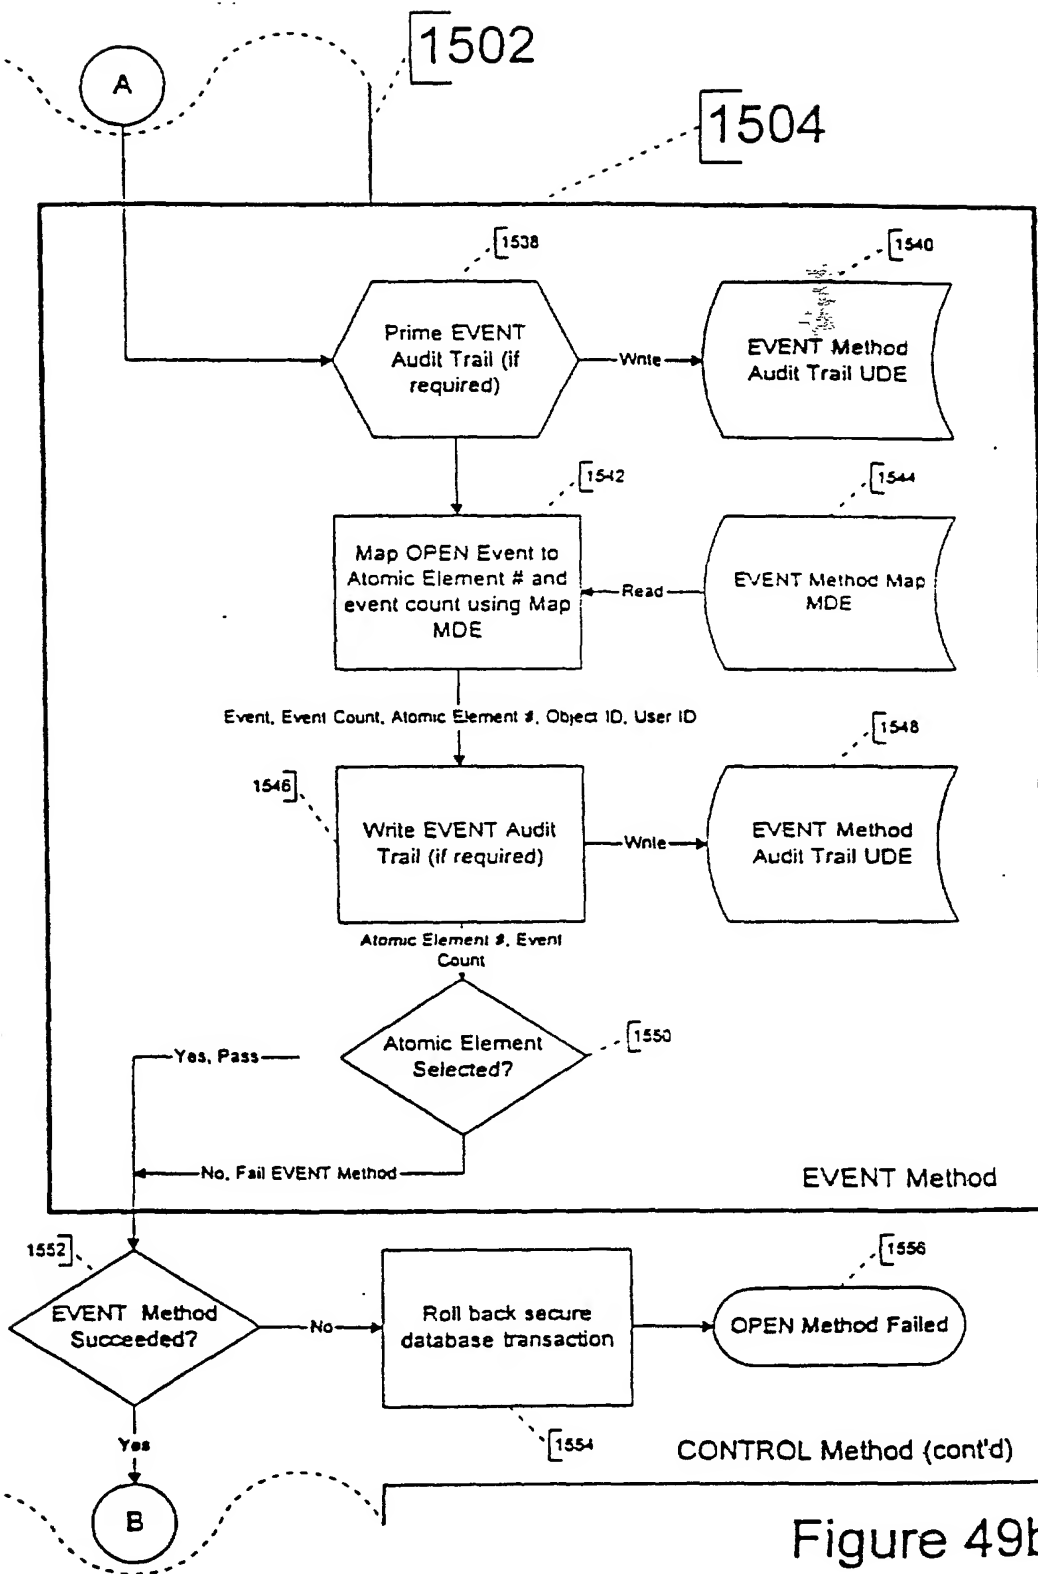 1502
A
1504
1538
1540
Prime EVENT
Audit Trail (if
required)
Write
EVENT Method
Audit Trail UDE
1542
1544
Map OPEN Event to
Atomic Element # and
event count using Map
MDE
Read
EVENT Method Map
MDE
Event, Event Count, Atomic Element #, Object ID, User ID
1548
1546
Write EVENT Audit
Trail (if required)
Write
EVENT Method
Audit Trail UDE
Atomic Element #, Event
Count
1550
Atomic Element
Selected?
Yes, Pass
No, Fail EVENT Method
EVENT Method
1552
1556
EVENT Method
Succeeded?
No
Roll back secure
database transaction
OPEN Method Failed
Yes
1554
CONTROL Method (cont'd)
B
Figure 49b